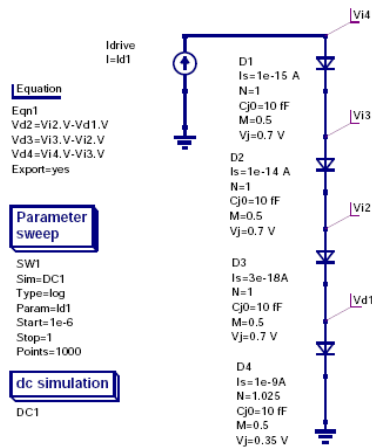 Vi4
Idrive
I=Id1
D1
Is=1e-15 A
N=1
Cj0=10 fF
M=0.5
Vj=0.7 V
Vi3
Equation
Eqn1
Vd2=Vi2.V-Vd1.V
Vd3=Vi3.V-Vi2.V
Vd4=Vi4.V-Vi3.V
Export=yes
D2
Is=1e-14 A
N=1
Cj0=10 fF
M=0.5
Vj=0.7 V
Vi2
Parameter
sweep
SW1
Sim=DC1
Type=log
Param=Id1
Start=1e-6
Stop=1
Points=1000
D3
Is=3e-18A
N=1
Cj0=10 fF
M=0.5
Vj=0.7 V
Vd1
dc simulation
DC1
D4
Is=1e-9A
N=1.025
Cj0=10 fF
M=0.5
Vj=0.35 V